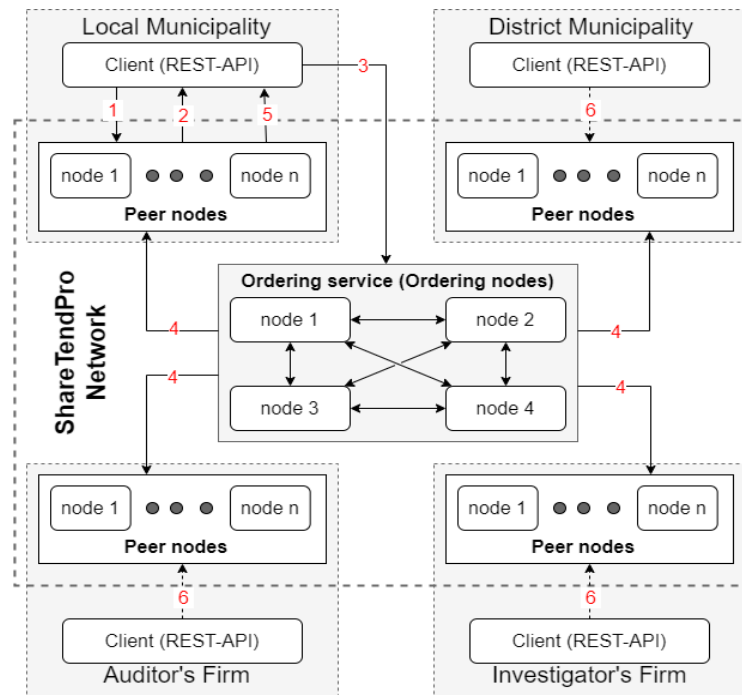 Local Municipality
Client (REST-API)
3
1
2
5
node 1
node n
Peer nodes
District Municipality
Client (REST-API)
6
node 1
node n
Peer nodes
Ordering service (Ordering nodes)
node 1
node 2
node 3
node 4
4
4
4
4
ShareTendPro
Network
node 1
node n
Peer nodes
6
Client (REST-API)
Auditor's Firm
node 1
node n
Peer nodes
6
Client (REST-API)
Investigator's Firm